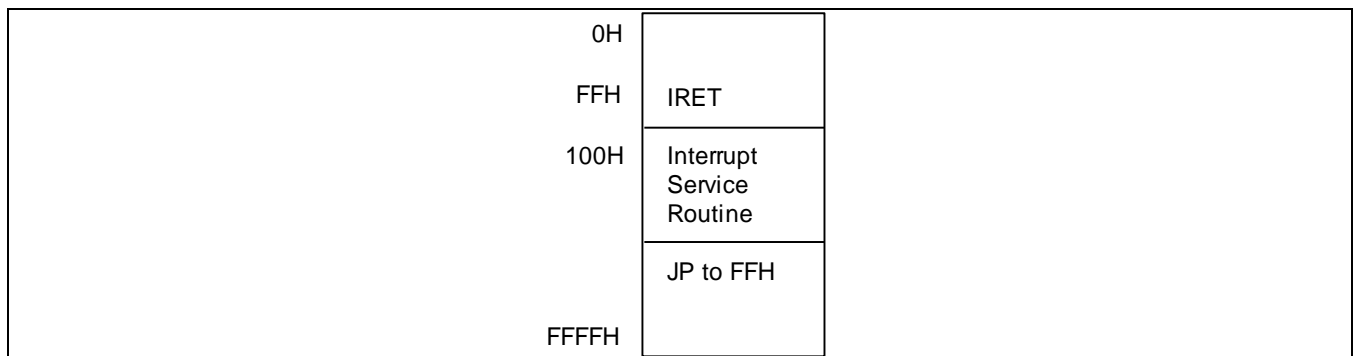 0H
FFH IRET
100H Interrupt
Service
Routine
JP to FFH
FFFFH